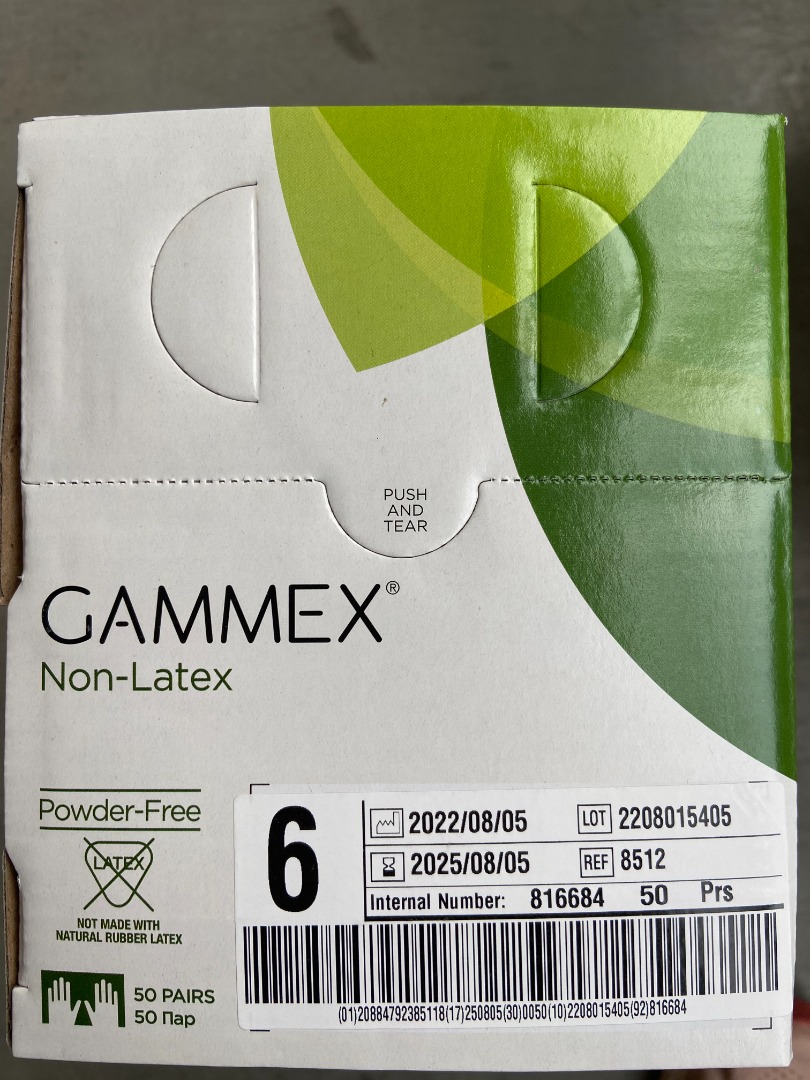 PUSH
AND
TEAR
GAMMEX®
Non-Latex
Powder-Free
LATEX
NOT MADE WITH
NATURAL RUBBER LATEX
50 PAIRS
50 Пар
6
2022/08/05 LOT 2208015405
2025/08/05 REF 8512
Internal Number: 816684 50 Prs
(01)20884792385118(17)250805(30)0050(10)2208015405(92)816684